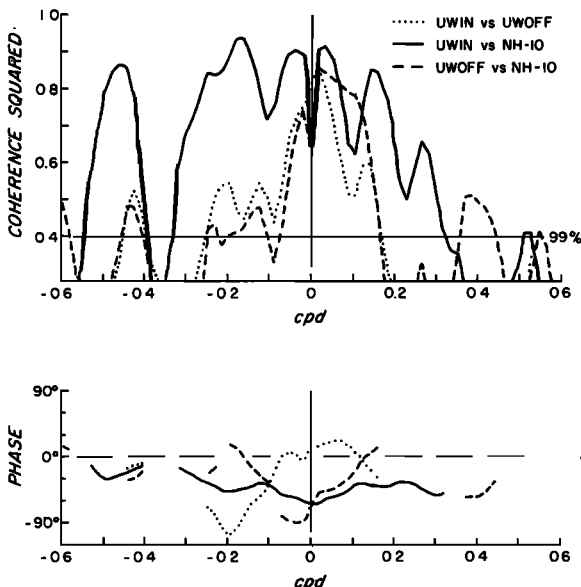 UWIN vs UWOFF
UWIN vs NH-10
UWOFF vs NH-10
COHERENCE SQUARED
1.0
0.8
0.6
0.4
99%
-0.6 -0.4 -0.2 0 0.2 0.4 0.6
cpd
PHASE
90°
0°
-90°
-0.6 -0.4 -0.2 0 0.2 0.4 0.6
cpd